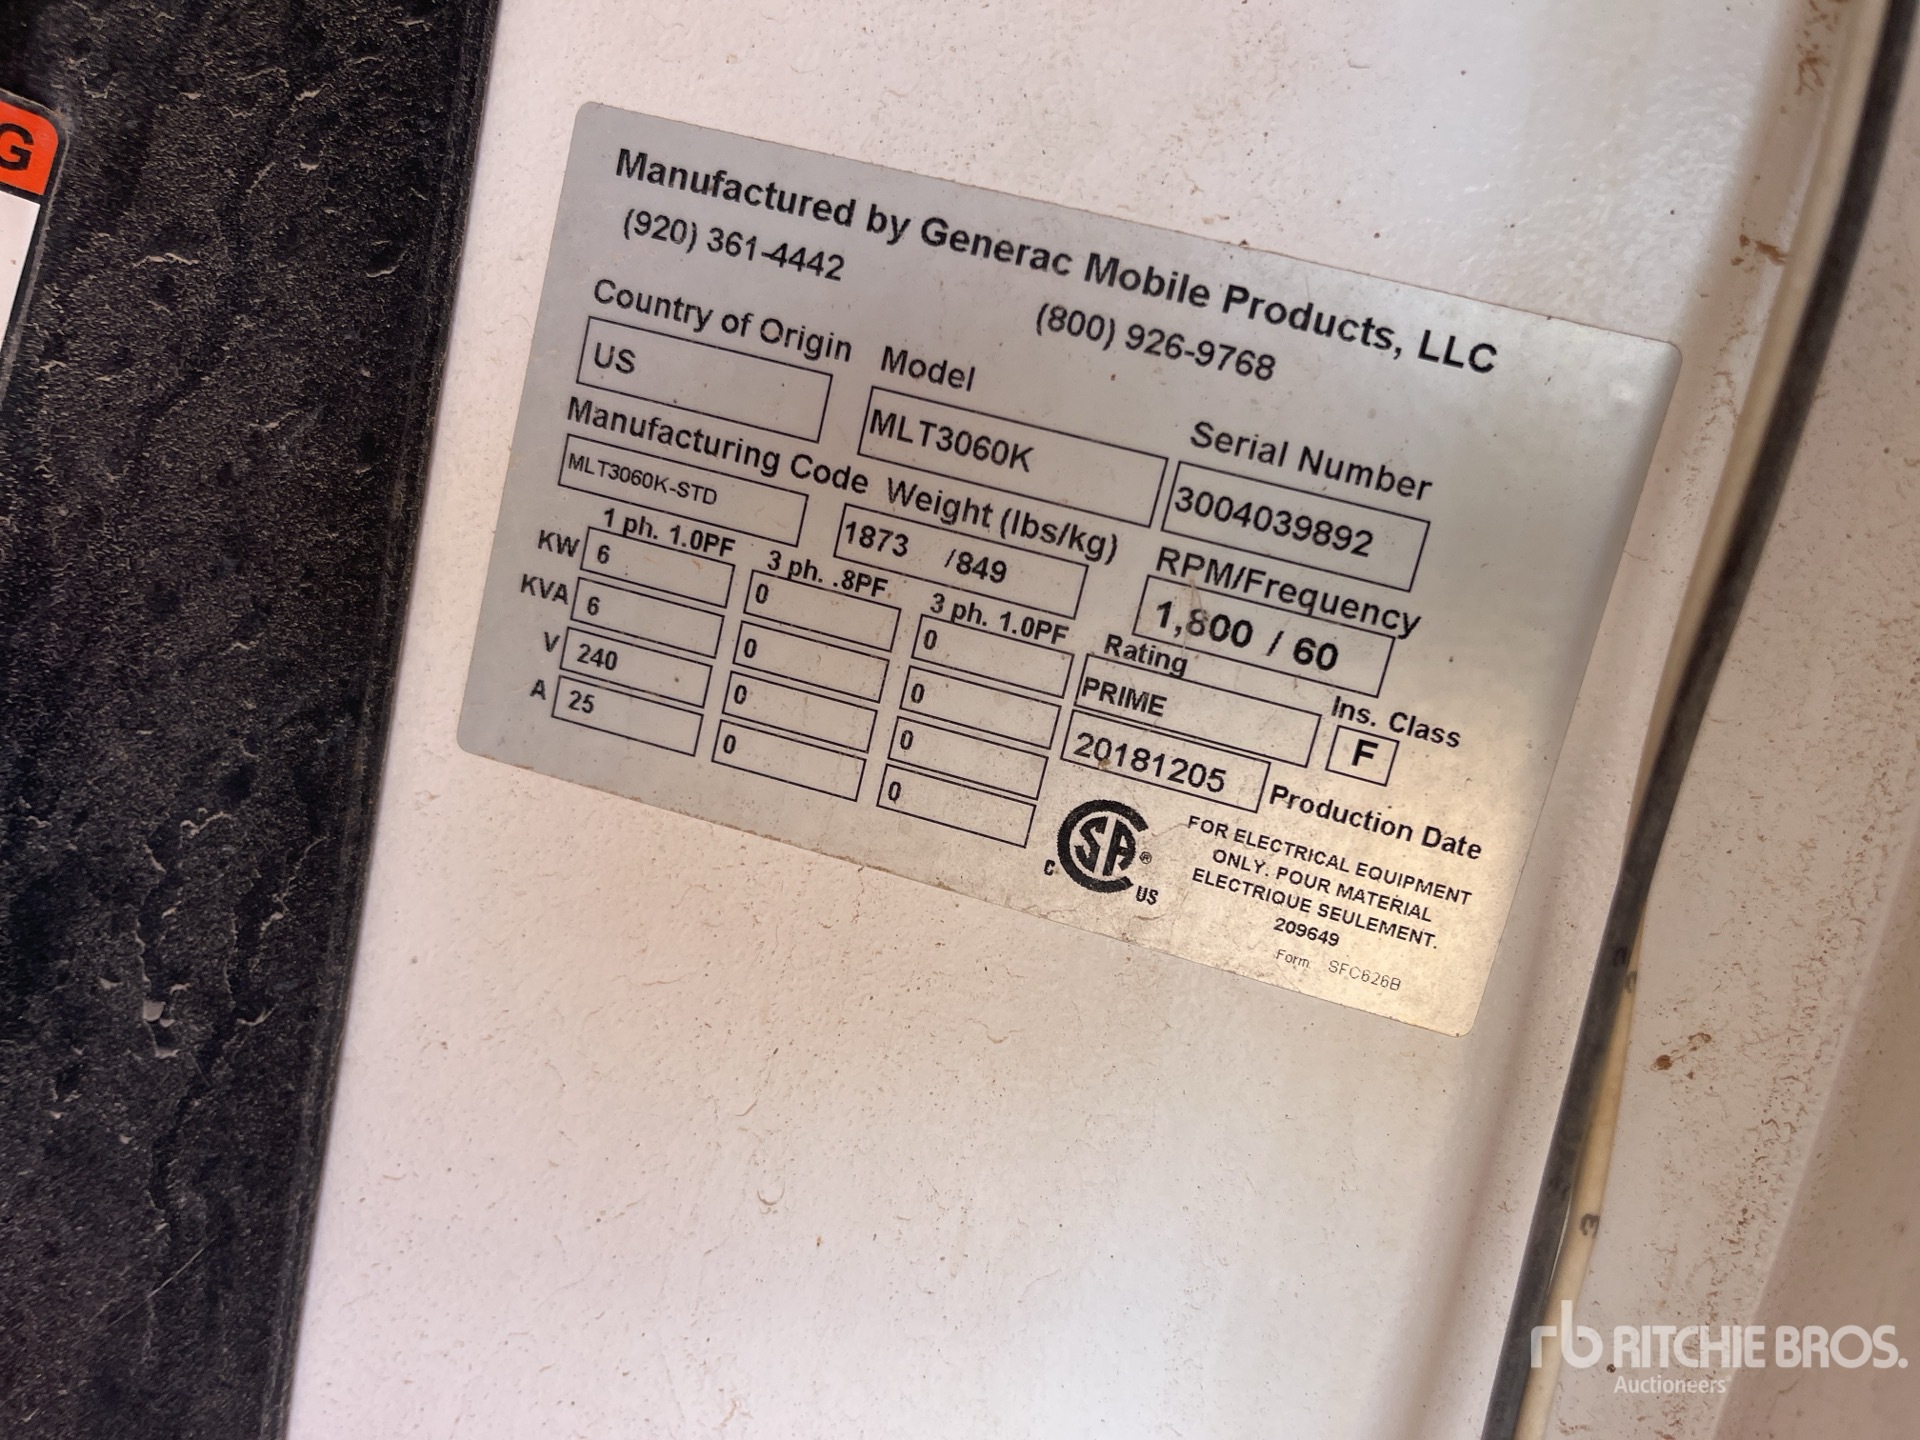 G
Manufactured by Generac Mobile Products, LLC
(920) 361-4442 (800) 926-9768
Country of Origin Model Serial Number
US MLT3060K 3004039892
Manufacturing Code Weight (lbs/kg) RPM/Frequency
MLT3060K-STD 1873 /849 1,800 / 60
1 ph. 1.0PF 3 ph. .8PF 3 ph. 1.0PF Rating Ins. Class
KW 6 0 0 PRIME F
KVA 6 0 0 20181205 Production Date
V 240 0 0
A 25 0 0
C SA ® US
FOR ELECTRICAL EQUIPMENT
ONLY. POUR MATERIAL
ELECTRIQUE SEULEMENT.
209649
Form SFC626B
3
rb RITCHIE BROS.
Auctioneers